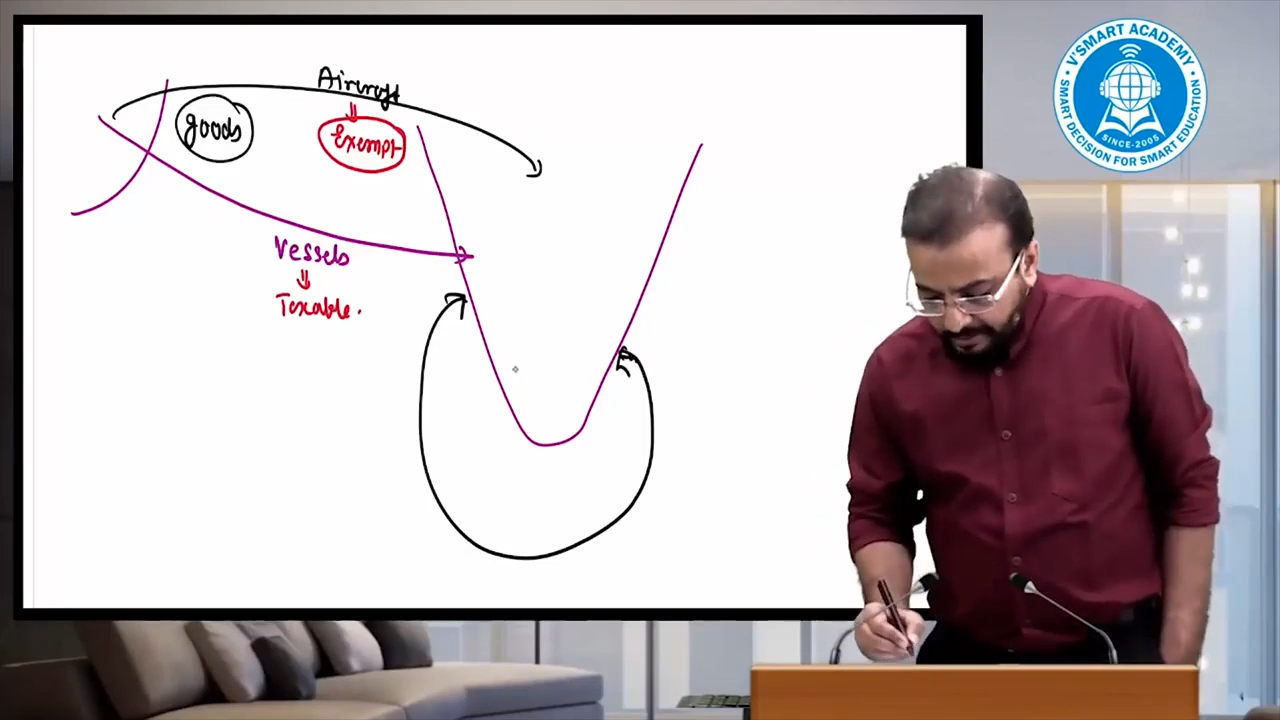 Aircraft
goods
Exempt
Vessels
Taxable.
V'SMART ACADEMY
SMART DECISION FOR SMART EDUCATION
SINCE-2005